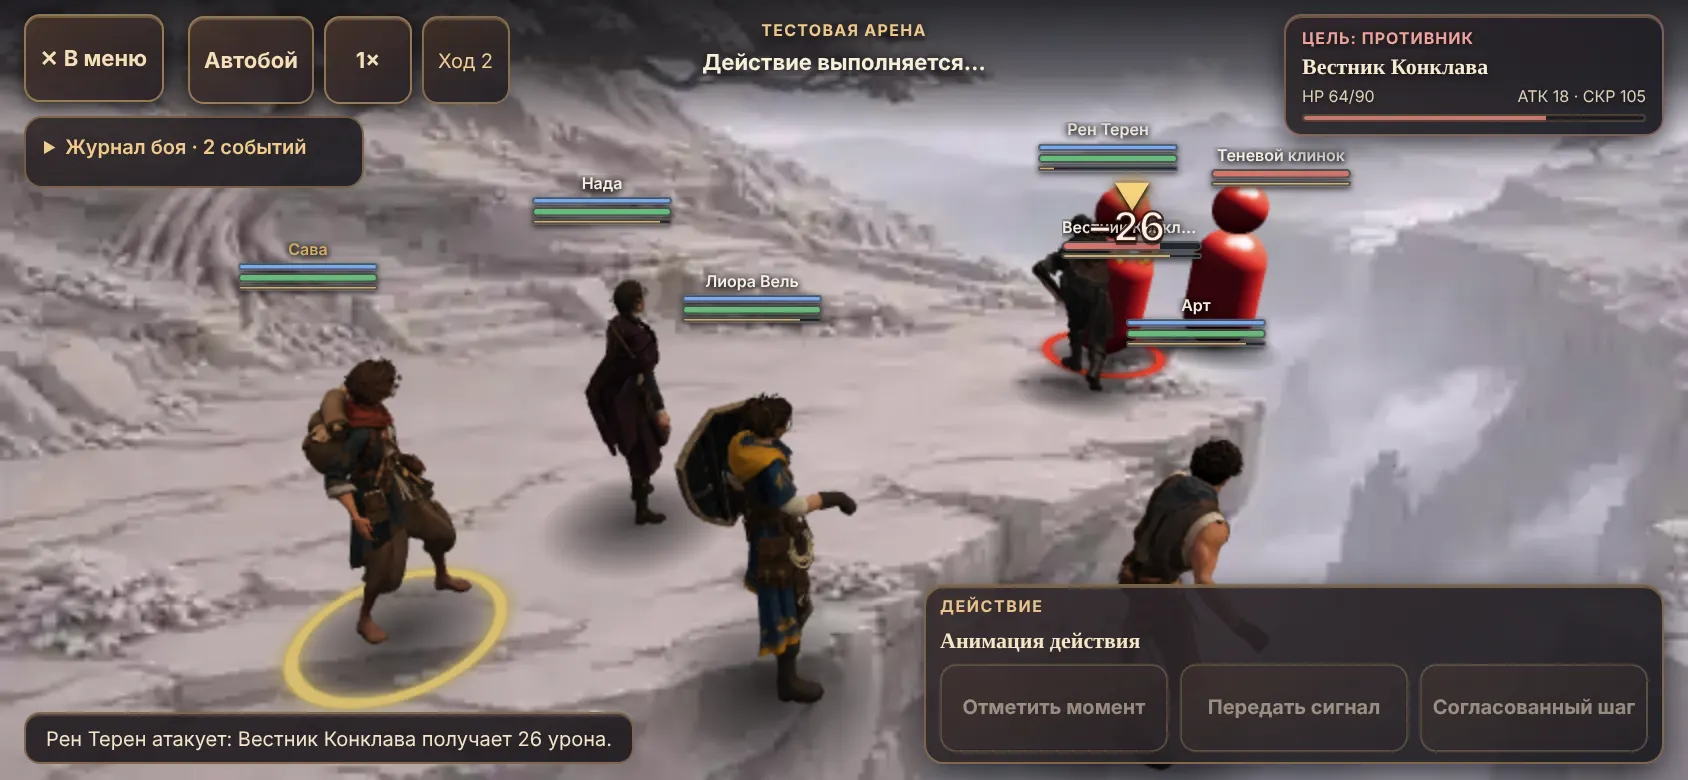 ✕ В меню
Автобой
1×
Ход 2
ТЕСТОВАЯ АРЕНА
Действие выполняется...
ЦЕЛЬ: ПРОТИВНИК
Вестник Конклава
HP 64/90
АТК 18 · СКР 105
▶ Журнал боя · 2 событий
Рен Терен
Теневой клинок
Нада
-26
Сава
Лиора Вель
Арт
ДЕЙСТВИЕ
Анимация действия
Отметить момент
Передать сигнал
Согласованный шаг
Рен Терен атакует: Вестник Конклава получает 26 урона.